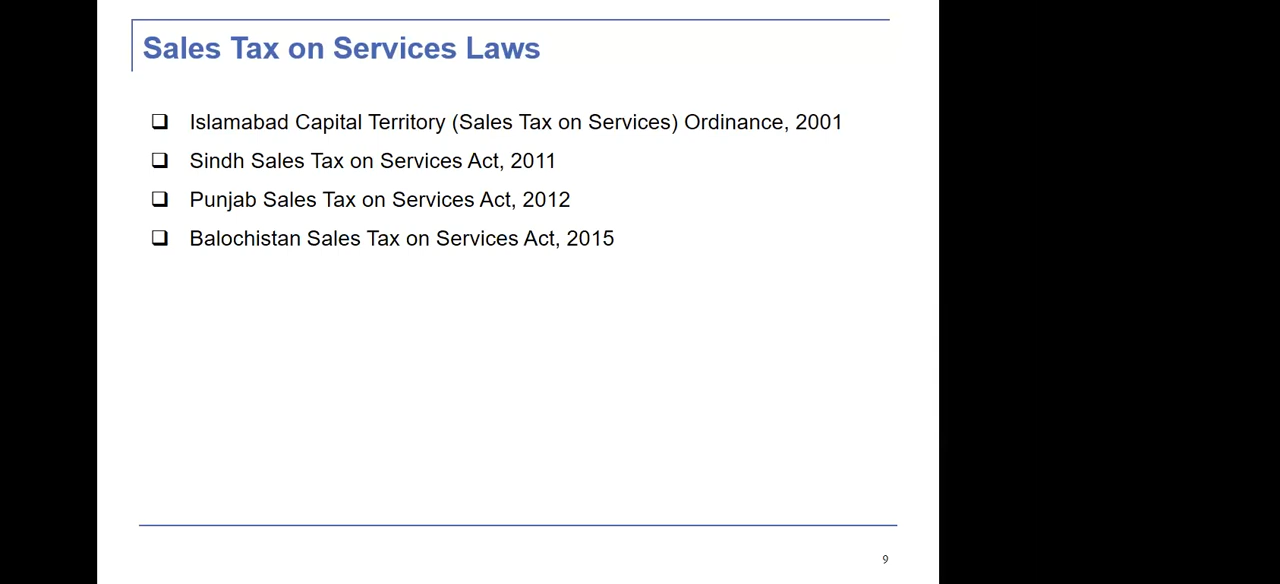 Sales Tax on Services Laws
❑ Islamabad Capital Territory (Sales Tax on Services) Ordinance, 2001
❑ Sindh Sales Tax on Services Act, 2011
❑ Punjab Sales Tax on Services Act, 2012
❑ Balochistan Sales Tax on Services Act, 2015
9